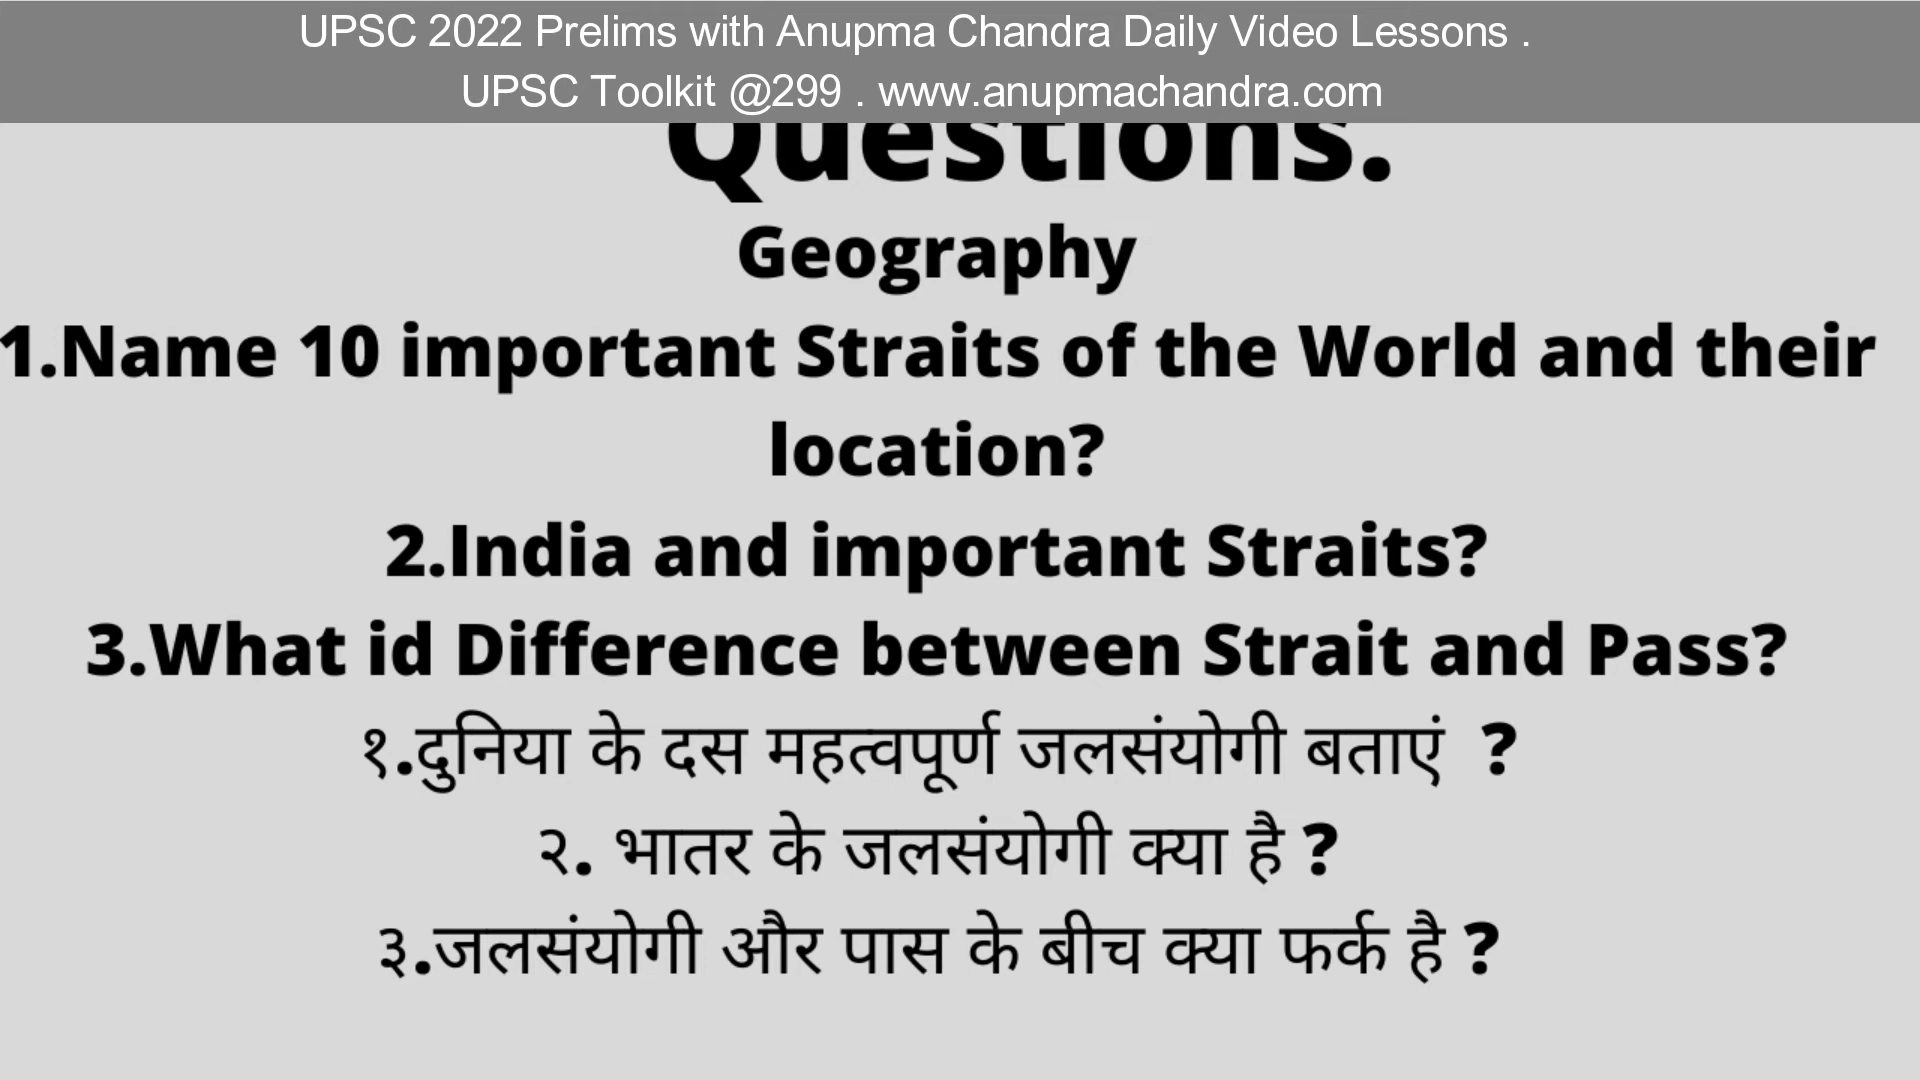 UPSC 2022 Prelims with Anupma Chandra Daily Video Lessons .
UPSC Toolkit @299 . www.anupmachandra.com
Questions.
Geography
1.Name 10 important Straits of the World and their
location?
2.India and important Straits?
3.What id Difference between Strait and Pass?
१.दुनिया के दस महत्वपूर्ण जलसंयोगी बताएं ?
२. भातर के जलसंयोगी क्या है ?
३.जलसंयोगी और पास के बीच क्या फर्क है ?